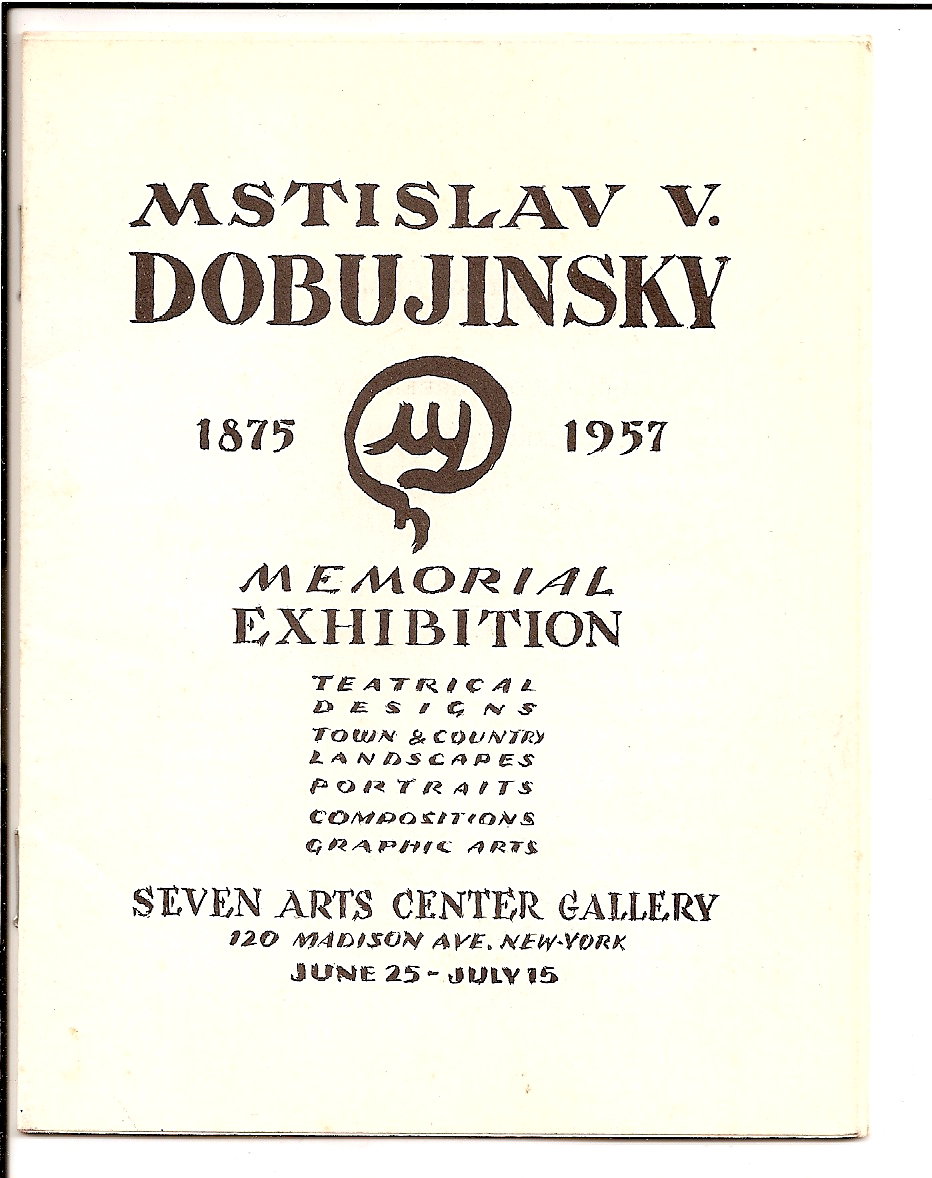 MSTISLAV V.
DOBUJINSKY
1875 1957
MEMORIAL
EXHIBITION
TEATRICAL
DESIGNS
TOWN & COUNTRY
LANDSCAPES
PORTRAITS
COMPOSITIONS
GRAPHIC ARTS
SEVEN ARTS CENTER GALLERY
120 MADISON AVE. NEW-YORK
JUNE 25 - JULY 15